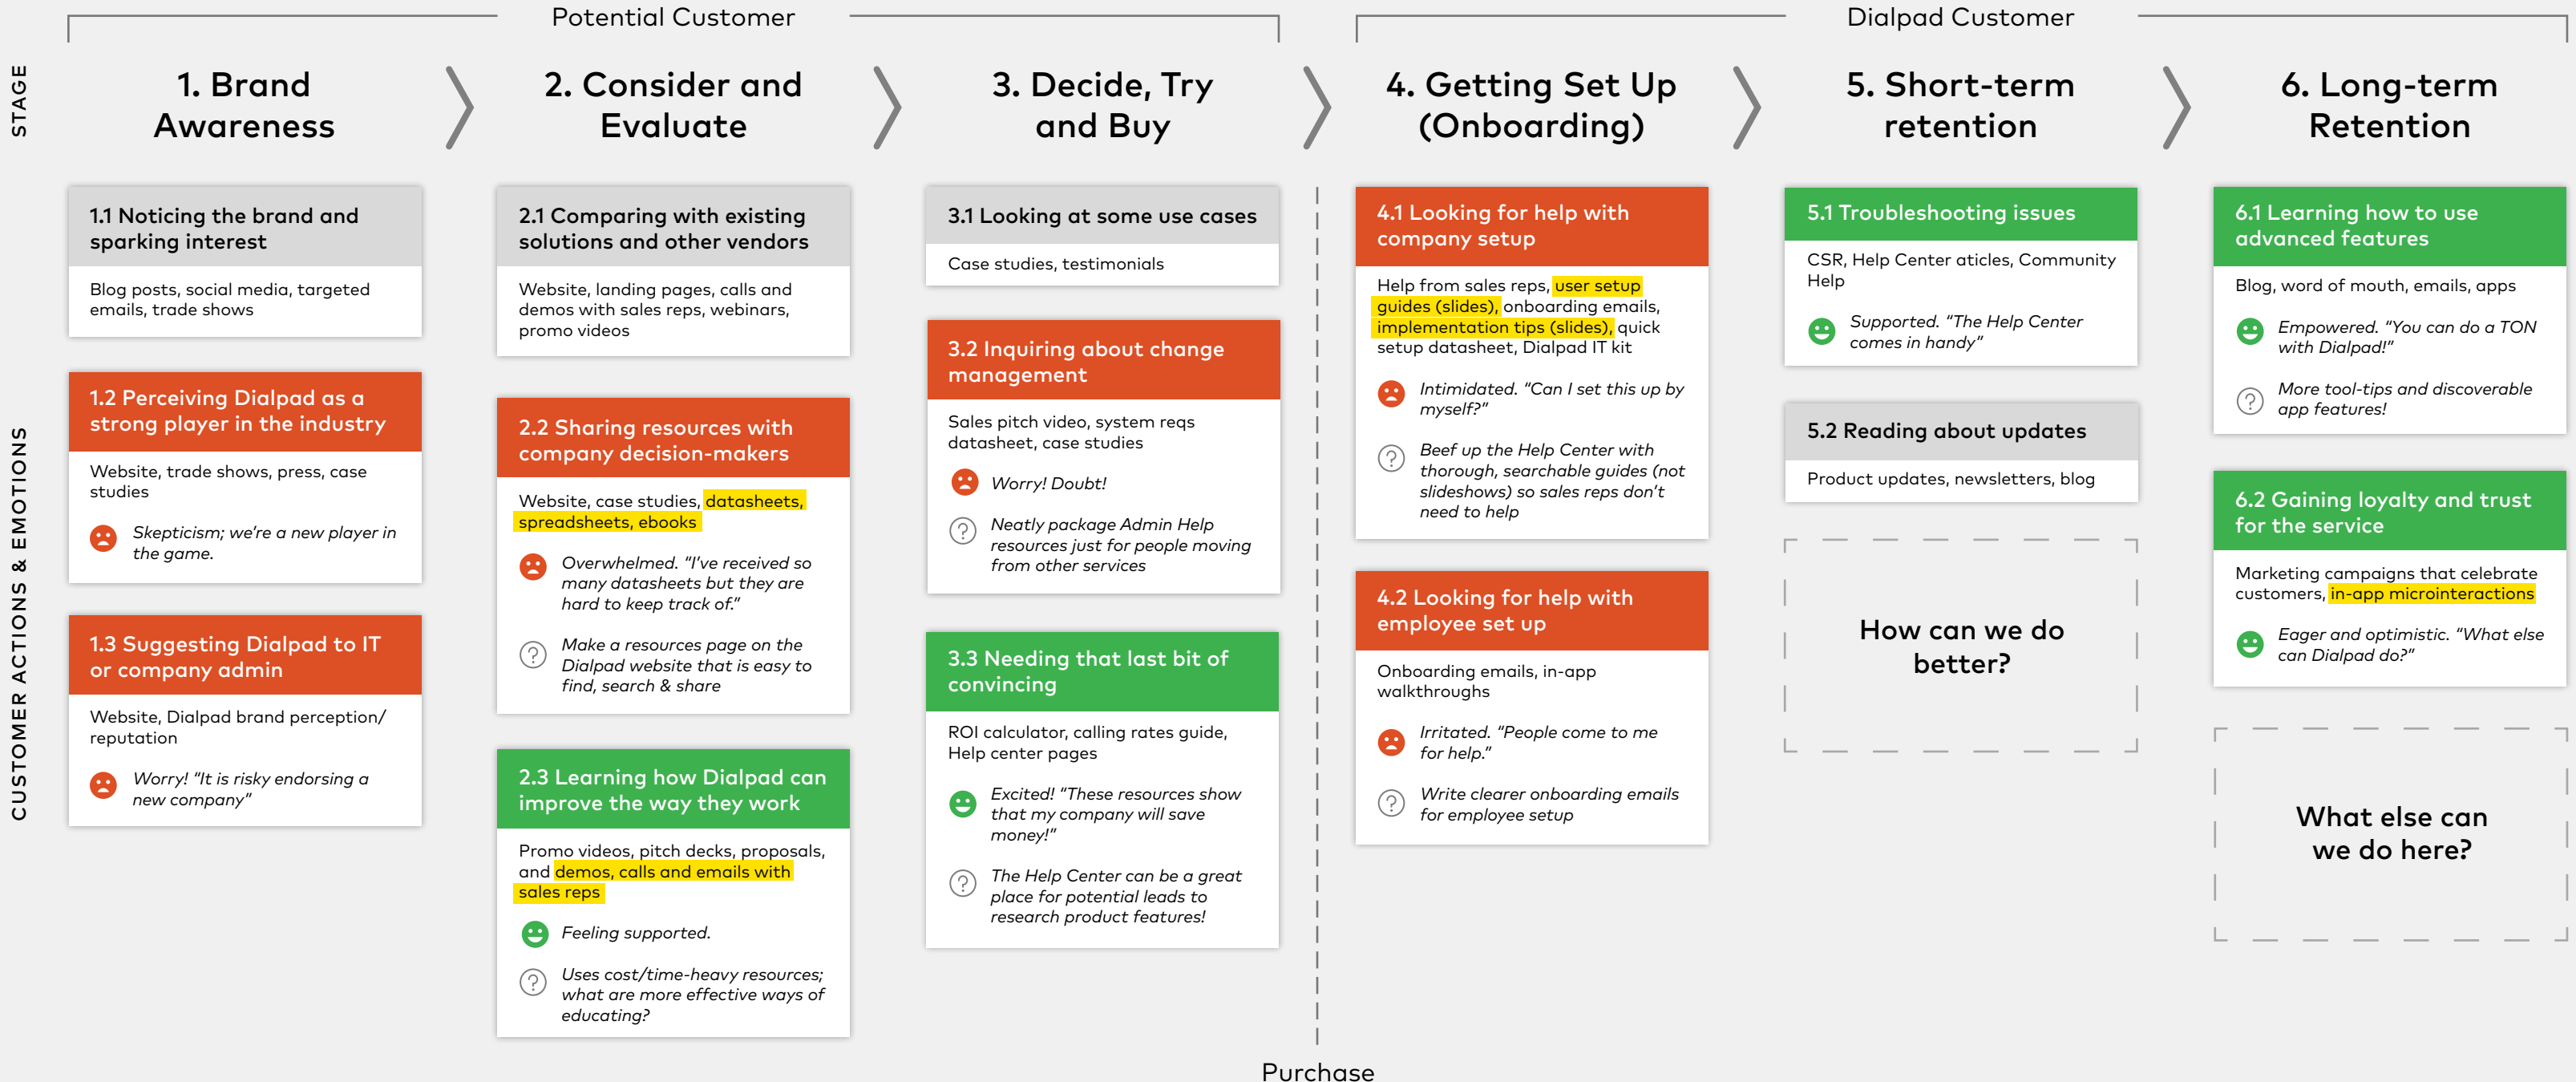 Potential Customer
Dialpad Customer
STAGE
1. Brand
Awareness
2. Consider and
Evaluate
3. Decide, Try
and Buy
4. Getting Set Up
(Onboarding)
5. Short-term
retention
6. Long-term
Retention
CUSTOMER ACTIONS & EMOTIONS
1.1 Noticing the brand and
sparking interest
Blog posts, social media, targeted
emails, trade shows
1.2 Perceiving Dialpad as a
strong player in the industry
Website, trade shows, press, case
studies
Skepticism; we’re a new player in
the game.
1.3 Suggesting Dialpad to IT
or company admin
Website, Dialpad brand perception/
reputation
Worry! “It is risky endorsing a
new company”
2.1 Comparing with existing
solutions and other vendors
Website, landing pages, calls and
demos with sales reps, webinars,
promo videos
2.2 Sharing resources with
company decision-makers
Website, case studies, datasheets,
spreadsheets, ebooks
Overwhelmed. “I’ve received so
many datasheets but they are
hard to keep track of.”
? Make a resources page on the
Dialpad website that is easy to
find, search & share
2.3 Learning how Dialpad can
improve the way they work
Promo videos, pitch decks, proposals,
and demos, calls and emails with
sales reps
Feeling supported.
? Uses cost/time-heavy resources;
what are more effective ways of
educating?
3.1 Looking at some use cases
Case studies, testimonials
3.2 Inquiring about change
management
Sales pitch video, system reqs
datasheet, case studies
Worry! Doubt!
? Neatly package Admin Help
resources just for people moving
from other services
3.3 Needing that last bit of
convincing
ROI calculator, calling rates guide,
Help center pages
Excited! “These resources show
that my company will save
money!”
? The Help Center can be a great
place for potential leads to
research product features!
Purchase
4.1 Looking for help with
company setup
Help from sales reps, user setup
guides (slides), onboarding emails,
implementation tips (slides), quick
setup datasheet, Dialpad IT kit
Intimidated. “Can I set this up by
myself?”
? Beef up the Help Center with
thorough, searchable guides (not
slideshows) so sales reps don’t
need to help
4.2 Looking for help with
employee set up
Onboarding emails, in-app
walkthroughs
Irritated. “People come to me
for help.”
? Write clearer onboarding emails
for employee setup
5.1 Troubleshooting issues
CSR, Help Center aticles, Community
Help
Supported. “The Help Center
comes in handy”
5.2 Reading about updates
Product updates, newsletters, blog
How can we do
better?
6.1 Learning how to use
advanced features
Blog, word of mouth, emails, apps
Empowered. “You can do a TON
with Dialpad!”
? More tool-tips and discoverable
app features!
6.2 Gaining loyalty and trust
for the service
Marketing campaigns that celebrate
customers, in-app microinteractions
Eager and optimistic. “What else
can Dialpad do?”
What else can
we do here?